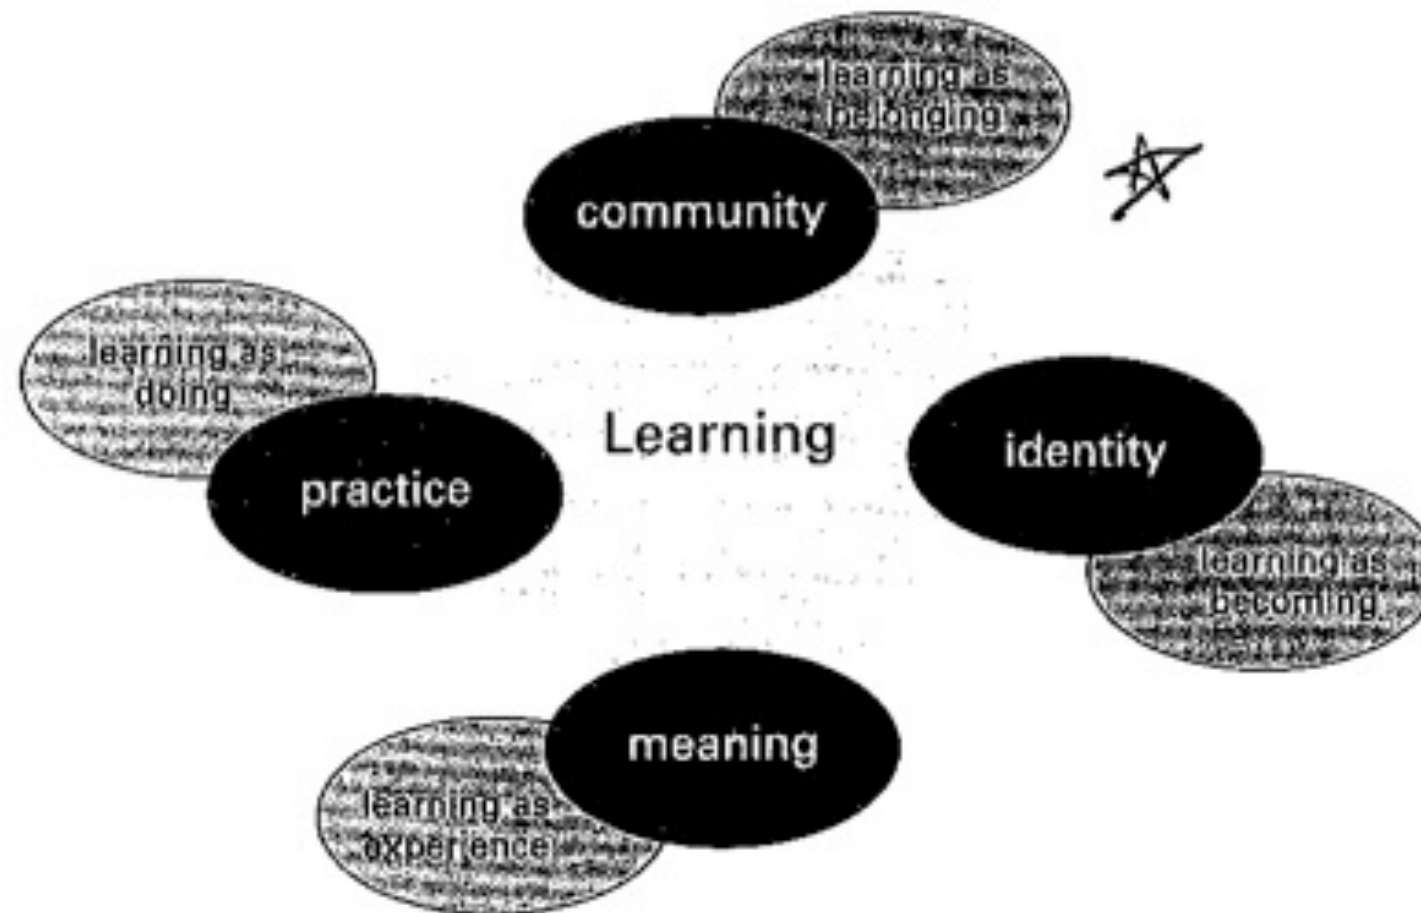 learning as
belonging
community
learning as
doing
practice
Learning
identity
learning as
becoming
meaning
learning as
experience